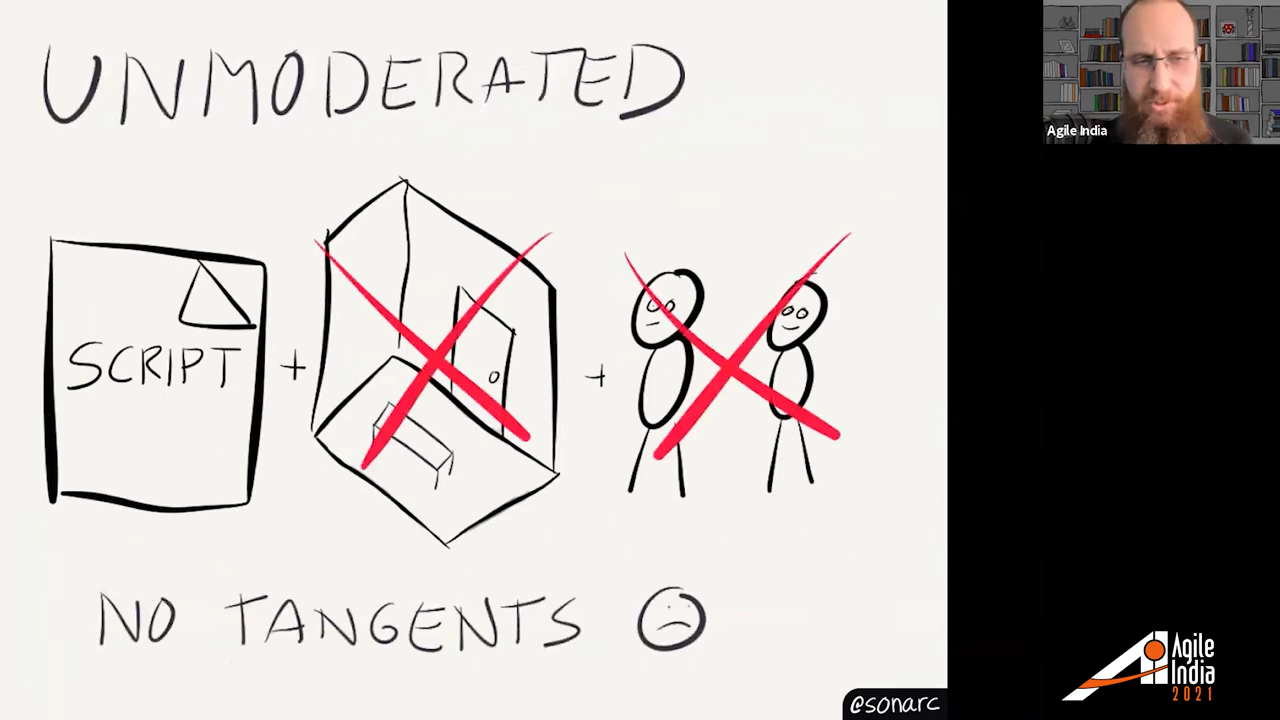 UNMODERATED
SCRIPT
+
+
NO TANGENTS
@sonarc
Agile India
Agile
India
2021